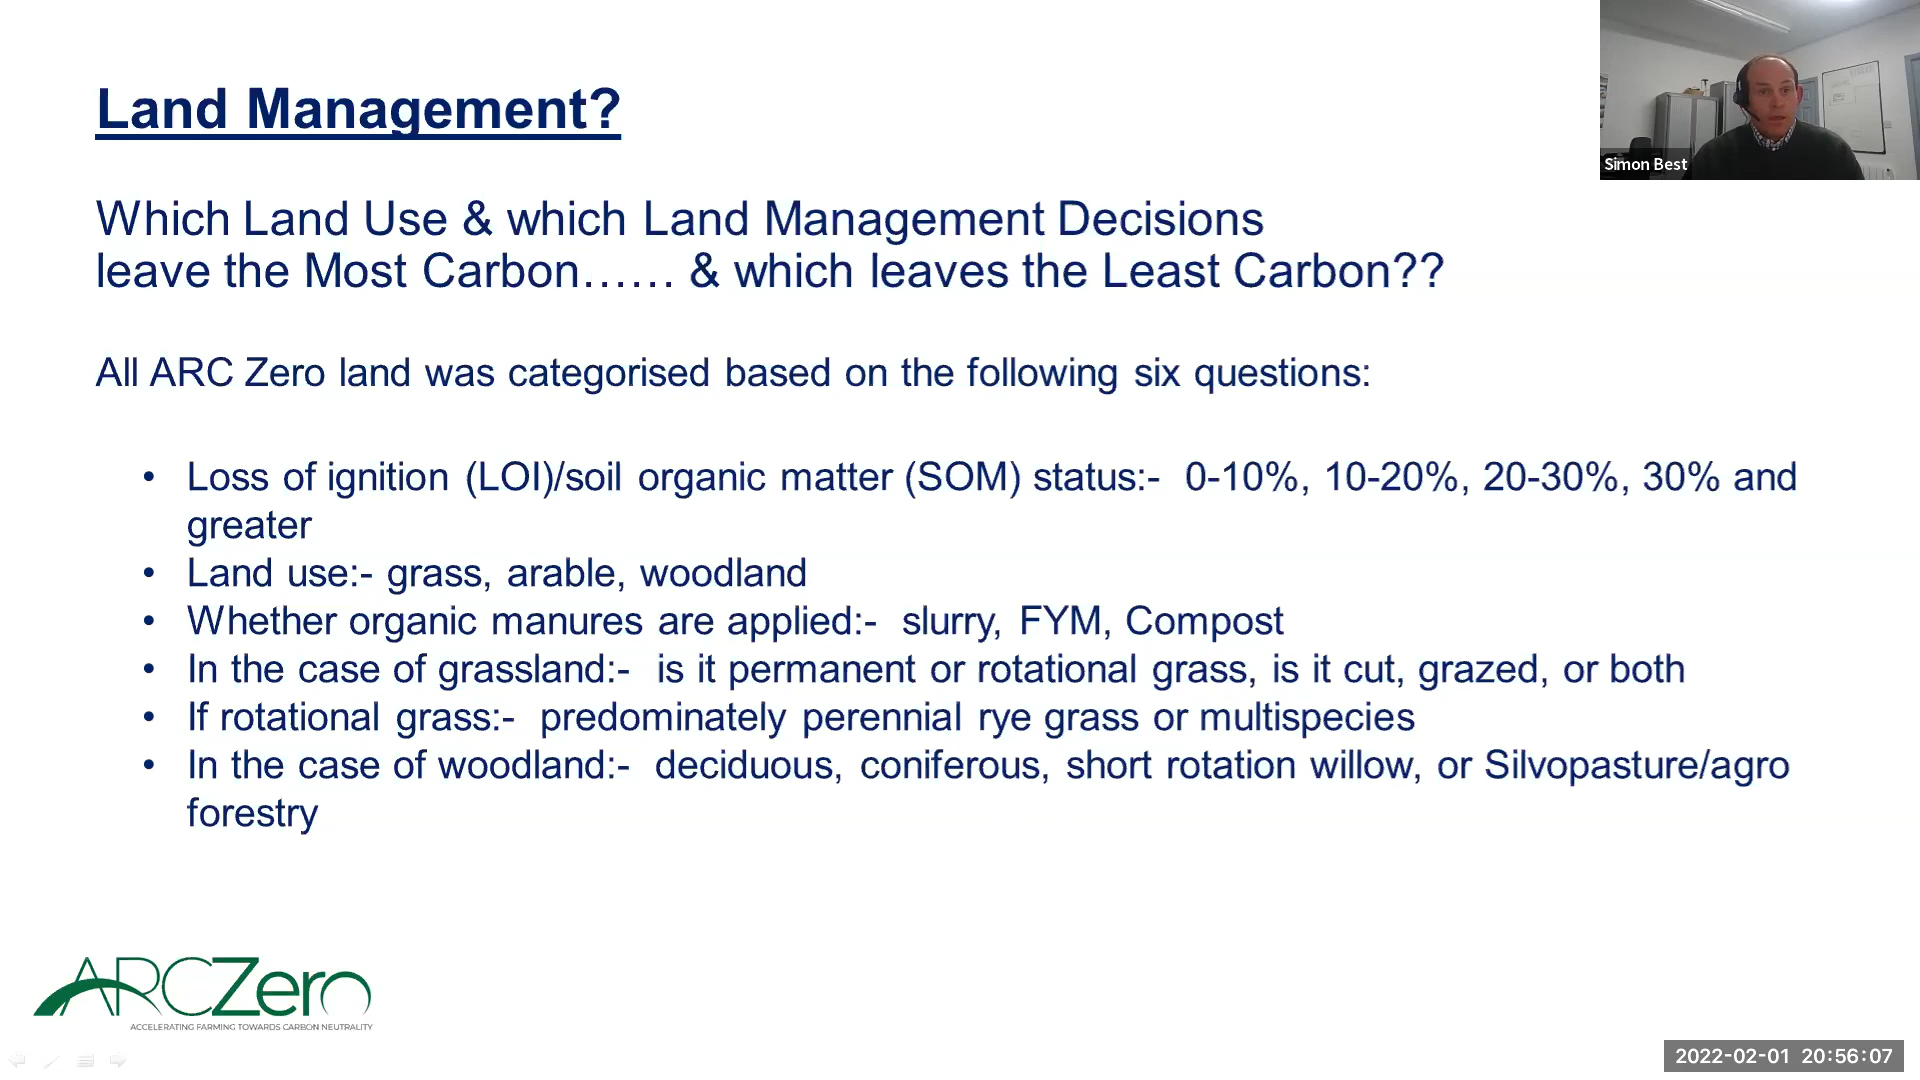 Land Management?
Simon Best
Which Land Use & which Land Management Decisions
leave the Most Carbon...... & which leaves the Least Carbon??
All ARC Zero land was categorised based on the following six questions:
• Loss of ignition (LOI)/soil organic matter (SOM) status:- 0-10%, 10-20%, 20-30%, 30% and
greater
• Land use:- grass, arable, woodland
• Whether organic manures are applied:- slurry, FYM, Compost
• In the case of grassland:- is it permanent or rotational grass, is it cut, grazed, or both
• If rotational grass:- predominately perennial rye grass or multispecies
• In the case of woodland:- deciduous, coniferous, short rotation willow, or Silvopasture/agro
forestry
ARCZero
ACCELERATING FARMING TOWARDS CARBON NEUTRALITY
2022-02-01 20:56:07